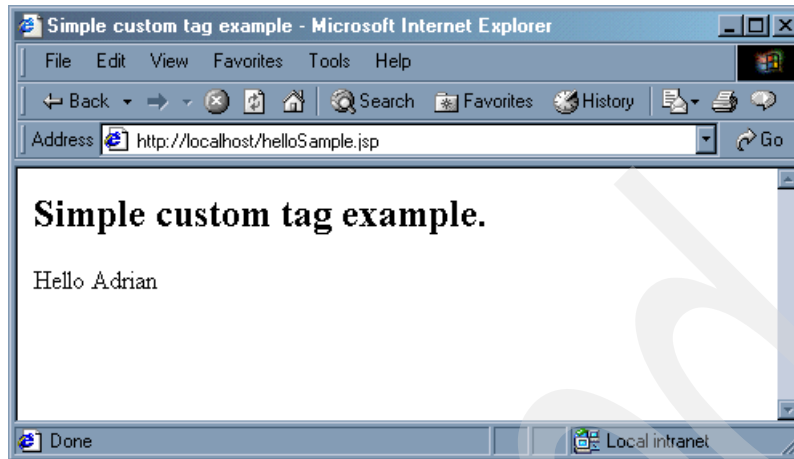 Simple custom tag example - Microsoft Internet Explorer
File Edit View Favorites Tools Help
Back Search Favorites History
Address http://localhost/helloSample.jsp Go
Simple custom tag example.
Hello Adrian
Done Local intranet